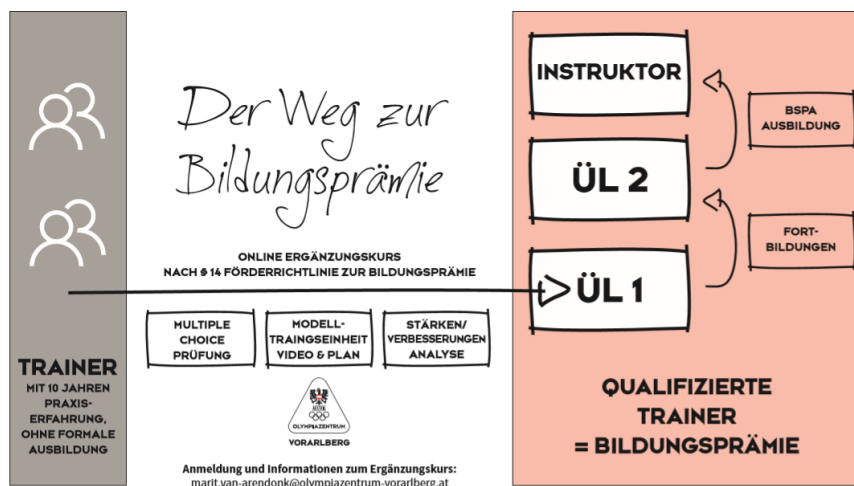 Der Weg zur
Bildungsprämie
ONLINE ERGÄNZUNGSKURS
NACH § 14 FÖRDERRICHTLINIE ZUR BILDUNGSPRÄMIE
MULTIPLE
CHOICE
PRÜFUNG
MODELL-
TRAINGSEINHEIT
VIDEO & PLAN
STÄRKEN/
VERBESSERUNGEN
ANALYSE
TRAINER
MIT 10 JAHREN
PRAXIS-
ERFAHRUNG,
OHNE FORMALE
AUSBILDUNG
OLYMPIAZENTRUM
VORARLBERG
Anmeldung und Informationen zum Ergänzungskurs:
marit.van-arendonk@olympiazentrum-vorarlberg.at
INSTRUKTOR
BSPA
AUSBILDUNG
ÜL 2
FORT-
BILDUNGEN
ÜL 1
QUALIFIZIERTE
TRAINER
= BILDUNGSPRÄMIE